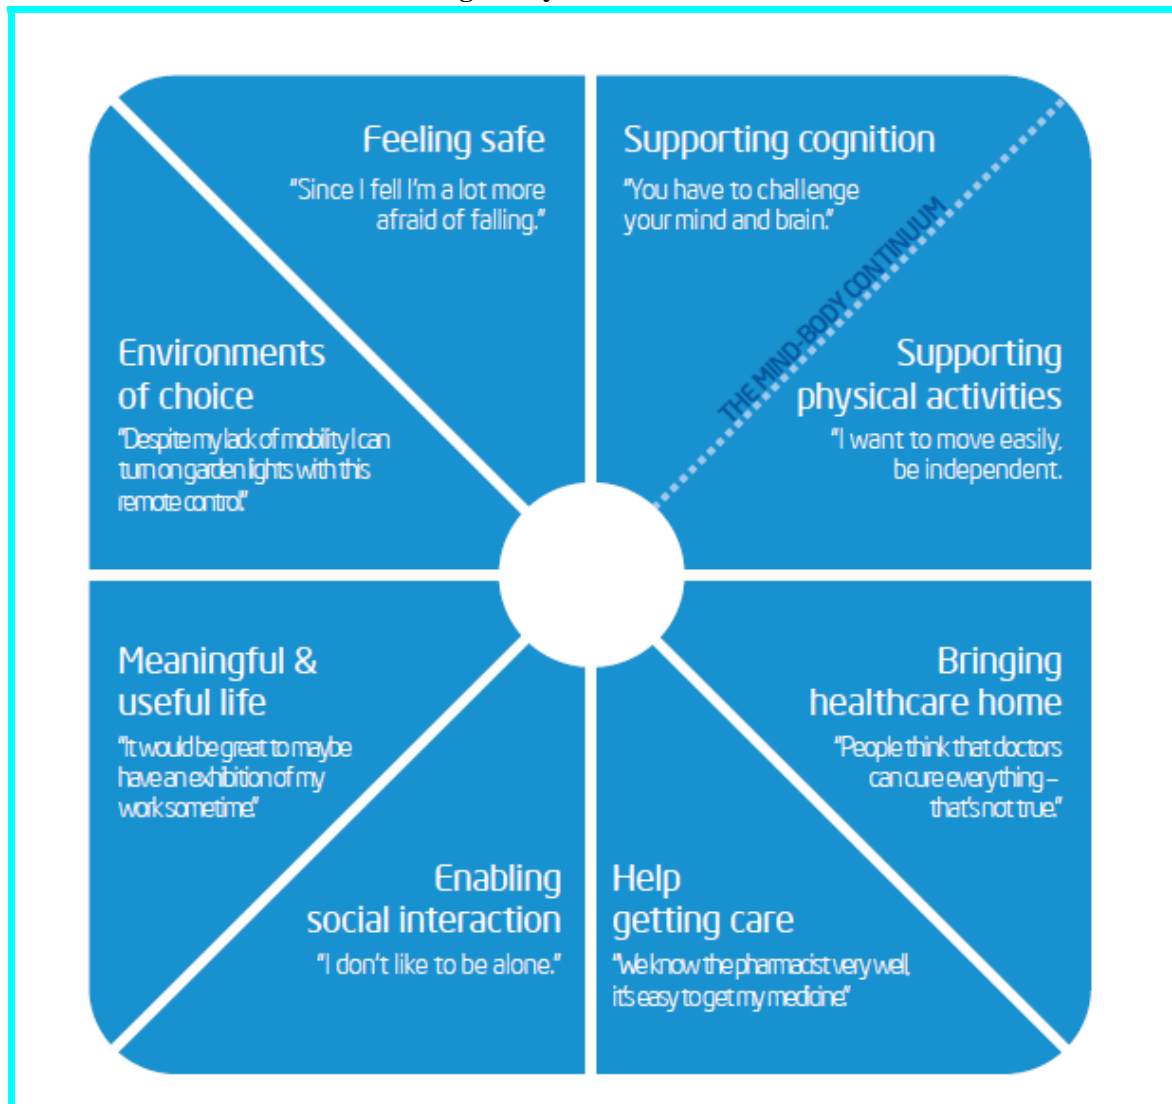 Feeling safe
"Since I fell I'm a lot more
afraid of falling."
Supporting cognition
"You have to challenge
your mind and brain."
THE MIND-BODY CONTINUUM
Supporting
physical activities
"I want to move easily,
be independent.
Environments
of choice
"Despite my lack of mobility I can
turn on garden lights with this
remote control."
Meaningful &
useful life
"It would be great to maybe
have an exhibition of my
work sometime."
Bringing
healthcare home
"People think that doctors
can cure everything –
that's not true."
Enabling
social interaction
"I don't like to be alone."
Help
getting care
"We know the pharmacist very well,
it's easy to get my medicine."